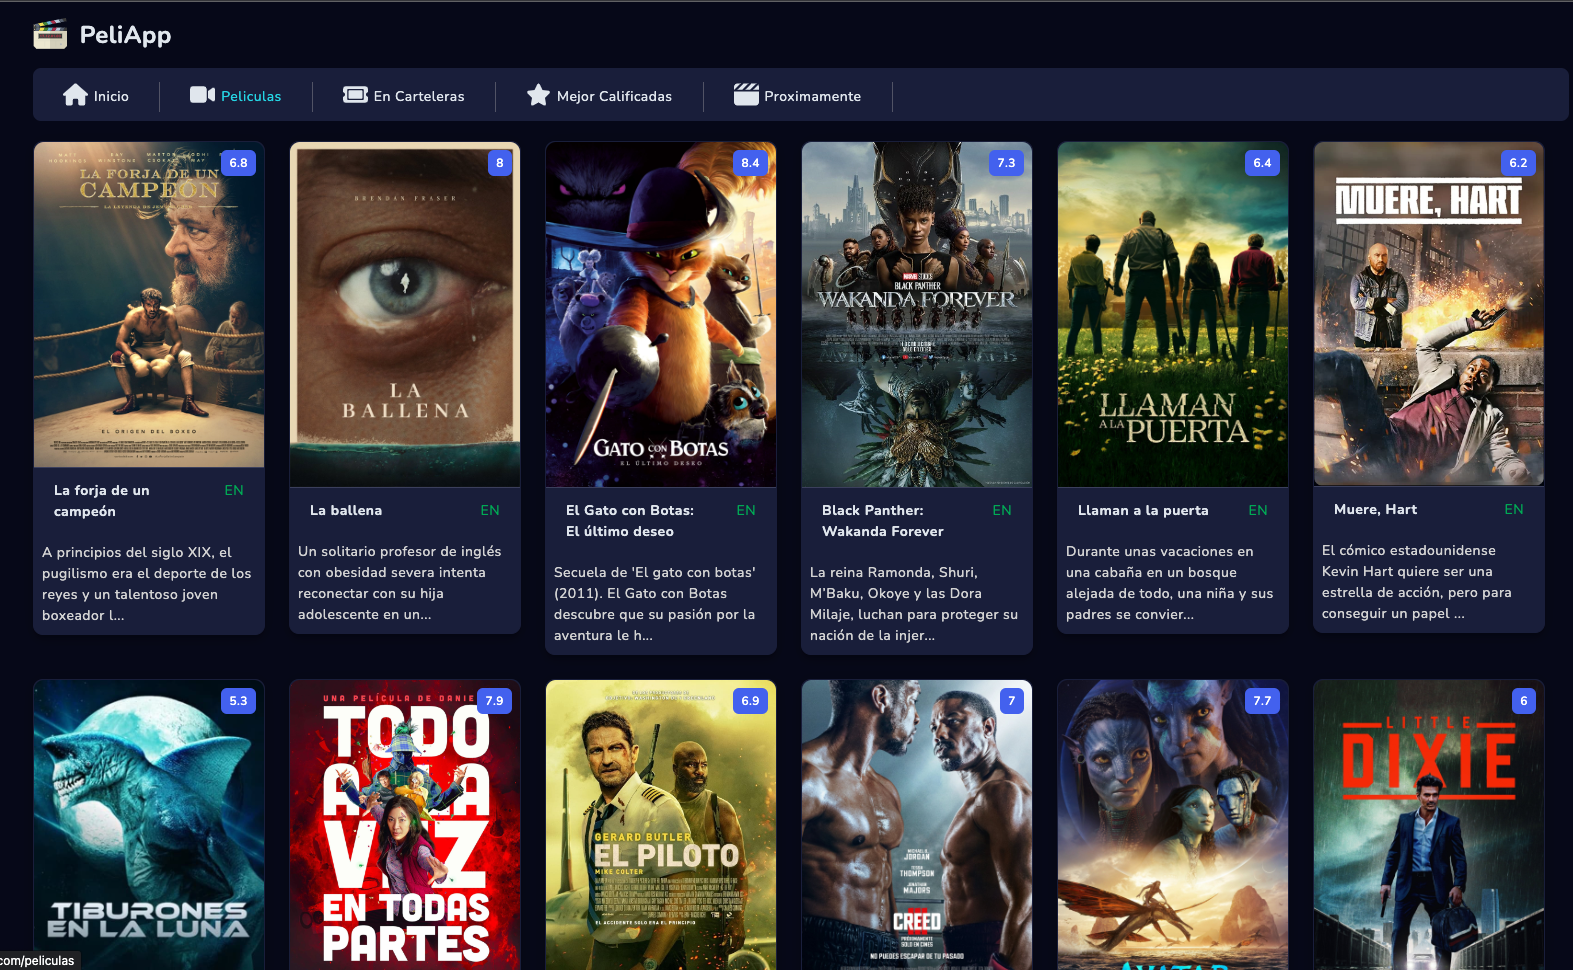 PeliApp
Inicio
Peliculas
En Carteleras
Mejor Calificadas
Proximamente
6.8
LA FORJA DE UN
CAMPEÓN
EL ORIGEN DEL BOXEO
La forja de un
campeón
EN
A principios del siglo XIX, el
pugilismo era el deporte de los
reyes y un talentoso joven
boxeador l...
8
BRENDAN FRASER
LA
BALLENA
La ballena
EN
Un solitario profesor de inglés
con obesidad severa intenta
reconectar con su hija
adolescente en un...
8.4
GATO CON BOTAS
EL ÚLTIMO DESEO
El Gato con Botas:
El último deseo
EN
Secuela de 'El gato con botas'
(2011). El Gato con Botas
descubre que su pasión por la
aventura le h...
7.3
BLACK PANTHER
WAKANDA FOREVER
Black Panther:
Wakanda Forever
EN
La reina Ramonda, Shuri,
M'Baku, Okoye y las Dora
Milaje, luchan para proteger su
nación de la injer...
6.4
LLAMAN
A LA PUERTA
Llaman a la puerta
EN
Durante unas vacaciones en
una cabaña en un bosque
alejada de todo, una niña y sus
padres se convier...
6.2
MUERE, HART
Muere, Hart
EN
El cómico estadounidense
Kevin Hart quiere ser una
estrella de acción, pero para
conseguir un papel ...
5.3
TIBURONES
EN LA LUNA
7.9
UNA PELÍCULA DE DANIE
TODO
A LA
VEZ
EN TODAS
PARTES
6.9
GERARD BUTLER
EL PILOTO
MIKE COLTER
EL ACCIDENTE SOLO ERA EL PRINCIPIO
7
MICHAEL B.
JORDAN
TESSA
THOMPSON
JONATHAN
MAJORS
CREED
III
PRÓXIMAMENTE
SOLO EN CINES
NO PUEDES ESCAPAR DE TU PASADO
7.7
AVATAR
6
LITTLE
DIXIE
com/peliculas